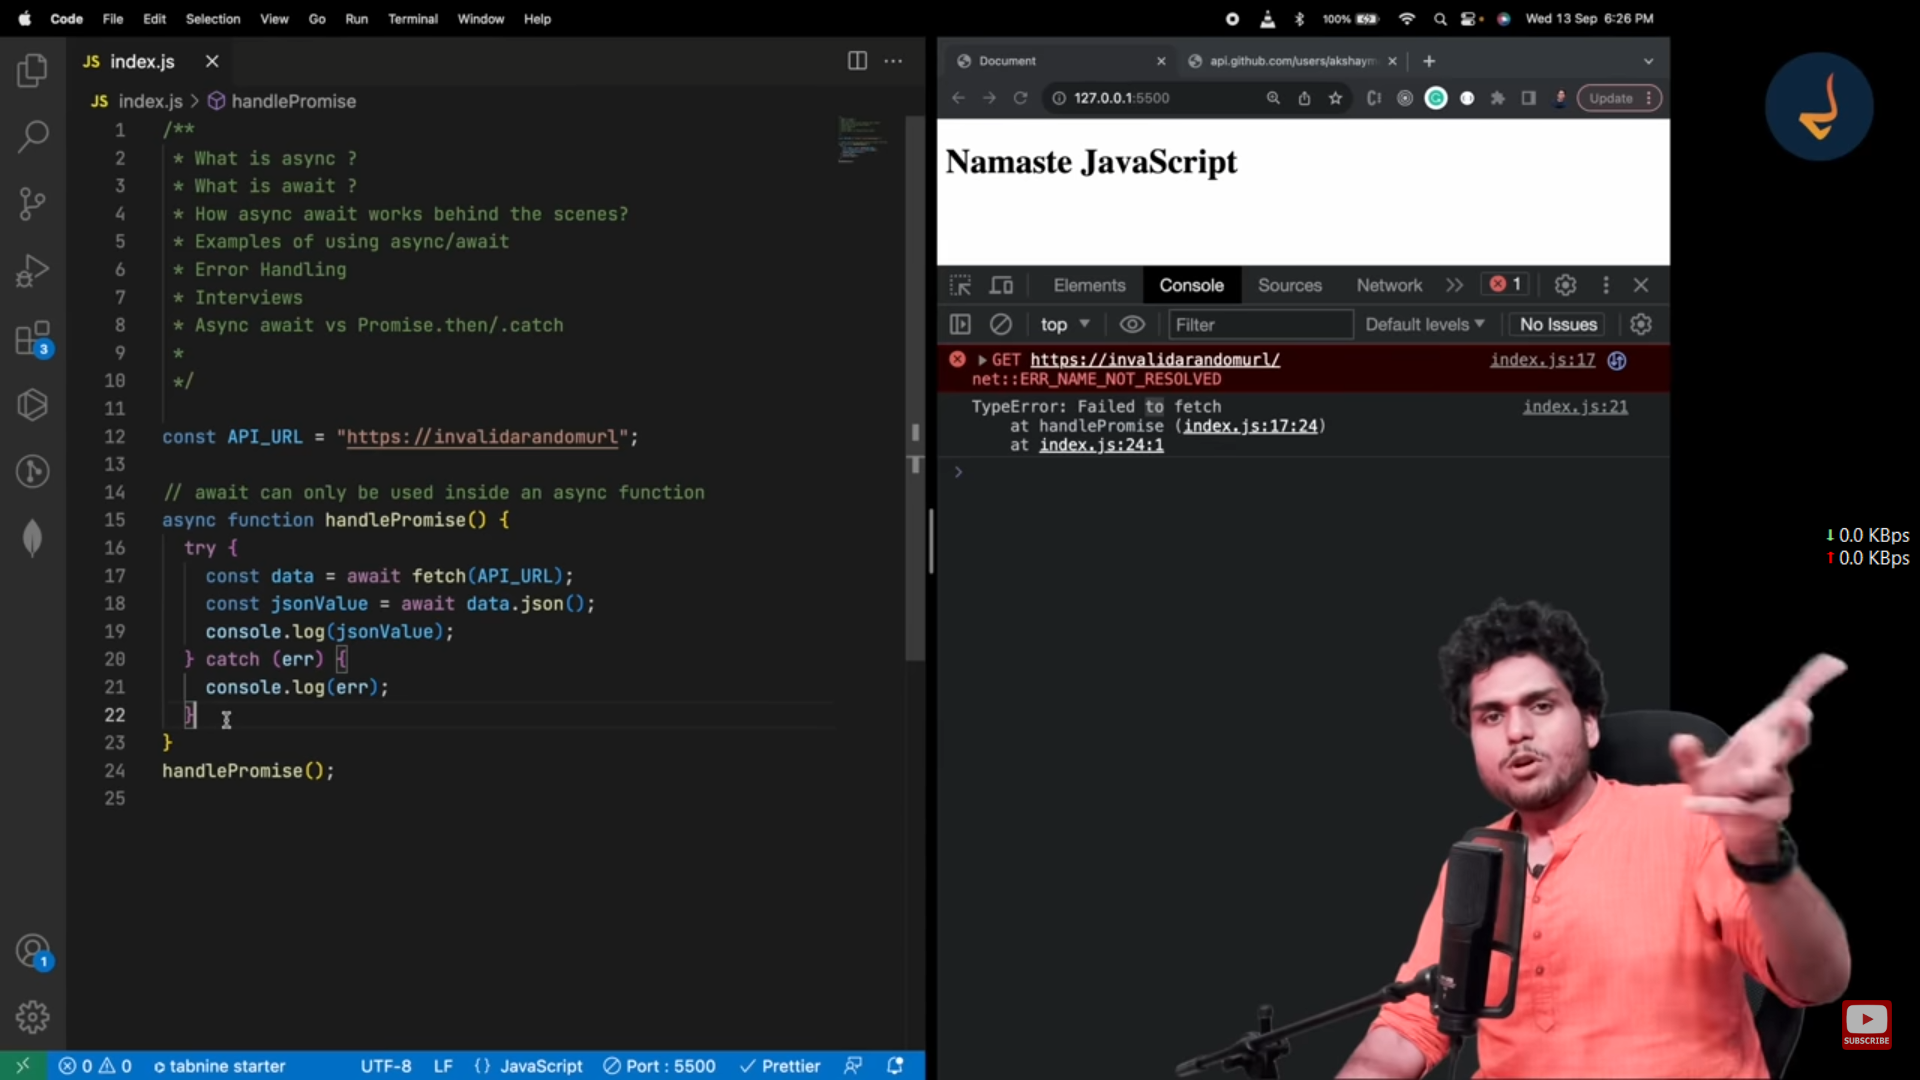 Code File Edit Selection View Go Run Terminal Window Help
100% Wed 13 Sep 6:26 PM
JS index.js
JS index.js > handlePromise
1 /**
2 * What is async ?
3 * What is await ?
4 * How async await works behind the scenes?
5 * Examples of using async/await
6 * Error Handling
7 * Interviews
8 * Async await vs Promise.then/.catch
9 *
10 */
11
12 const API_URL = "https://invalidarandomurl";
13
14 // await can only be used inside an async function
15 async function handlePromise() {
16 try {
17 const data = await fetch(API_URL);
18 const jsonValue = await data.json();
19 console.log(jsonValue);
20 } catch (err) {
21 console.log(err);
22 }
23 }
24 handlePromise();
25
3
1
0 0 tabnine starter UTF-8 LF {} JavaScript Port : 5500 Prettier
Document api.github.com/users/akshaym
127.0.0.1:5500 Update
Namaste JavaScript
Elements Console Sources Network 1
top Filter Default levels No Issues
GET https://invalidarandomurl/ index.js:17
net::ERR_NAME_NOT_RESOLVED
TypeError: Failed to fetch index.js:21
at handlePromise (index.js:17:24)
at index.js:24:1
>
0.0 KBps
0.0 KBps
SUBSCRIBE